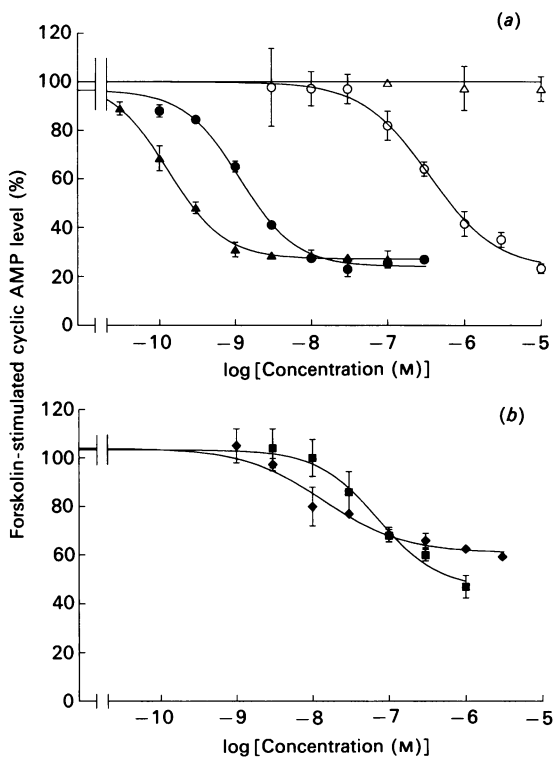 (a)
120
100
80
60
40
20
0
−10 −9 −8 −7 −6 −5
log [Concentration (M)]
Forskolin-stimulated cyclic AMP level (%)
(b)
120
100
80
60
40
20
0
−10 −9 −8 −7 −6 −5
log [Concentration (M)]